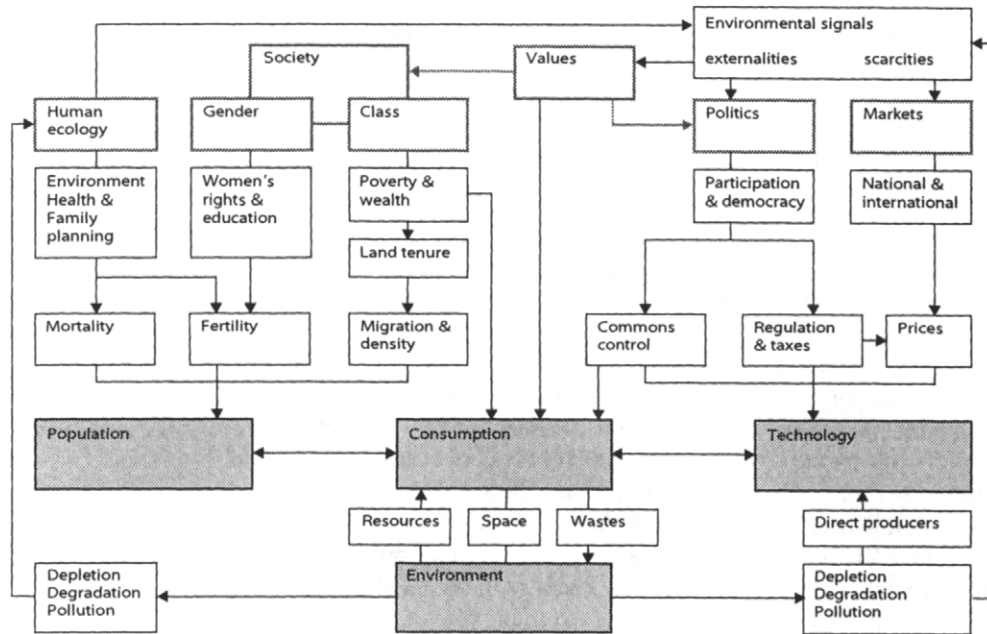 Environmental signals
externalities scarcities
Society
Values
Human
ecology
Gender
Class
Politics
Markets
Environment
Health &
Family
planning
Women's
rights &
education
Poverty &
wealth
Participation
& democracy
National &
international
Land tenure
Mortality
Fertility
Migration &
density
Commons
control
Regulation
& taxes
Prices
Population
Consumption
Technology
Resources
Space
Wastes
Direct producers
Depletion
Degradation
Pollution
Environment
Depletion
Degradation
Pollution